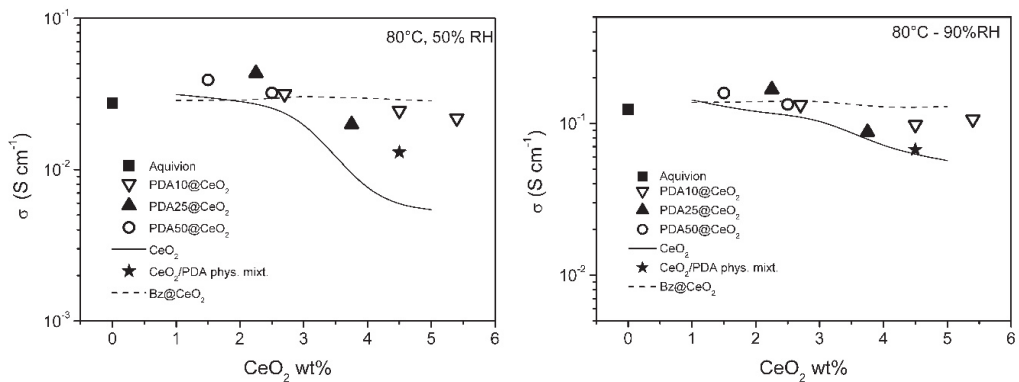 10⁻¹
80°C, 50% RH
σ (S cm⁻¹)
10⁻²
Aquivion
PDA10@CeO₂
PDA25@CeO₂
PDA50@CeO₂
CeO₂
CeO₂/PDA phys. mixt.
Bz@CeO₂
10⁻³
0 1 2 3 4 5 6
CeO₂ wt%
80°C - 90%RH
σ (S cm⁻¹)
10⁻¹
Aquivion
PDA10@CeO₂
PDA25@CeO₂
PDA50@CeO₂
CeO₂
CeO₂/PDA phys. mixt.
Bz@CeO₂
10⁻²
0 1 2 3 4 5 6
CeO₂ wt%